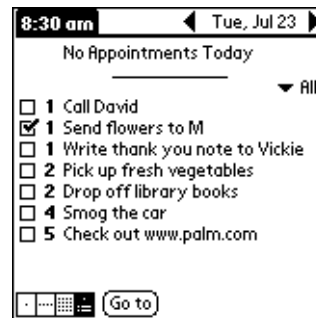 8:30 am Tue, Jul 23
No Appointments Today
All
1 Call David
1 Send flowers to M
1 Write thank you note to Vickie
2 Pick up fresh vegetables
2 Drop off library books
4 Smog the car
5 Check out www.palm.com
Go to